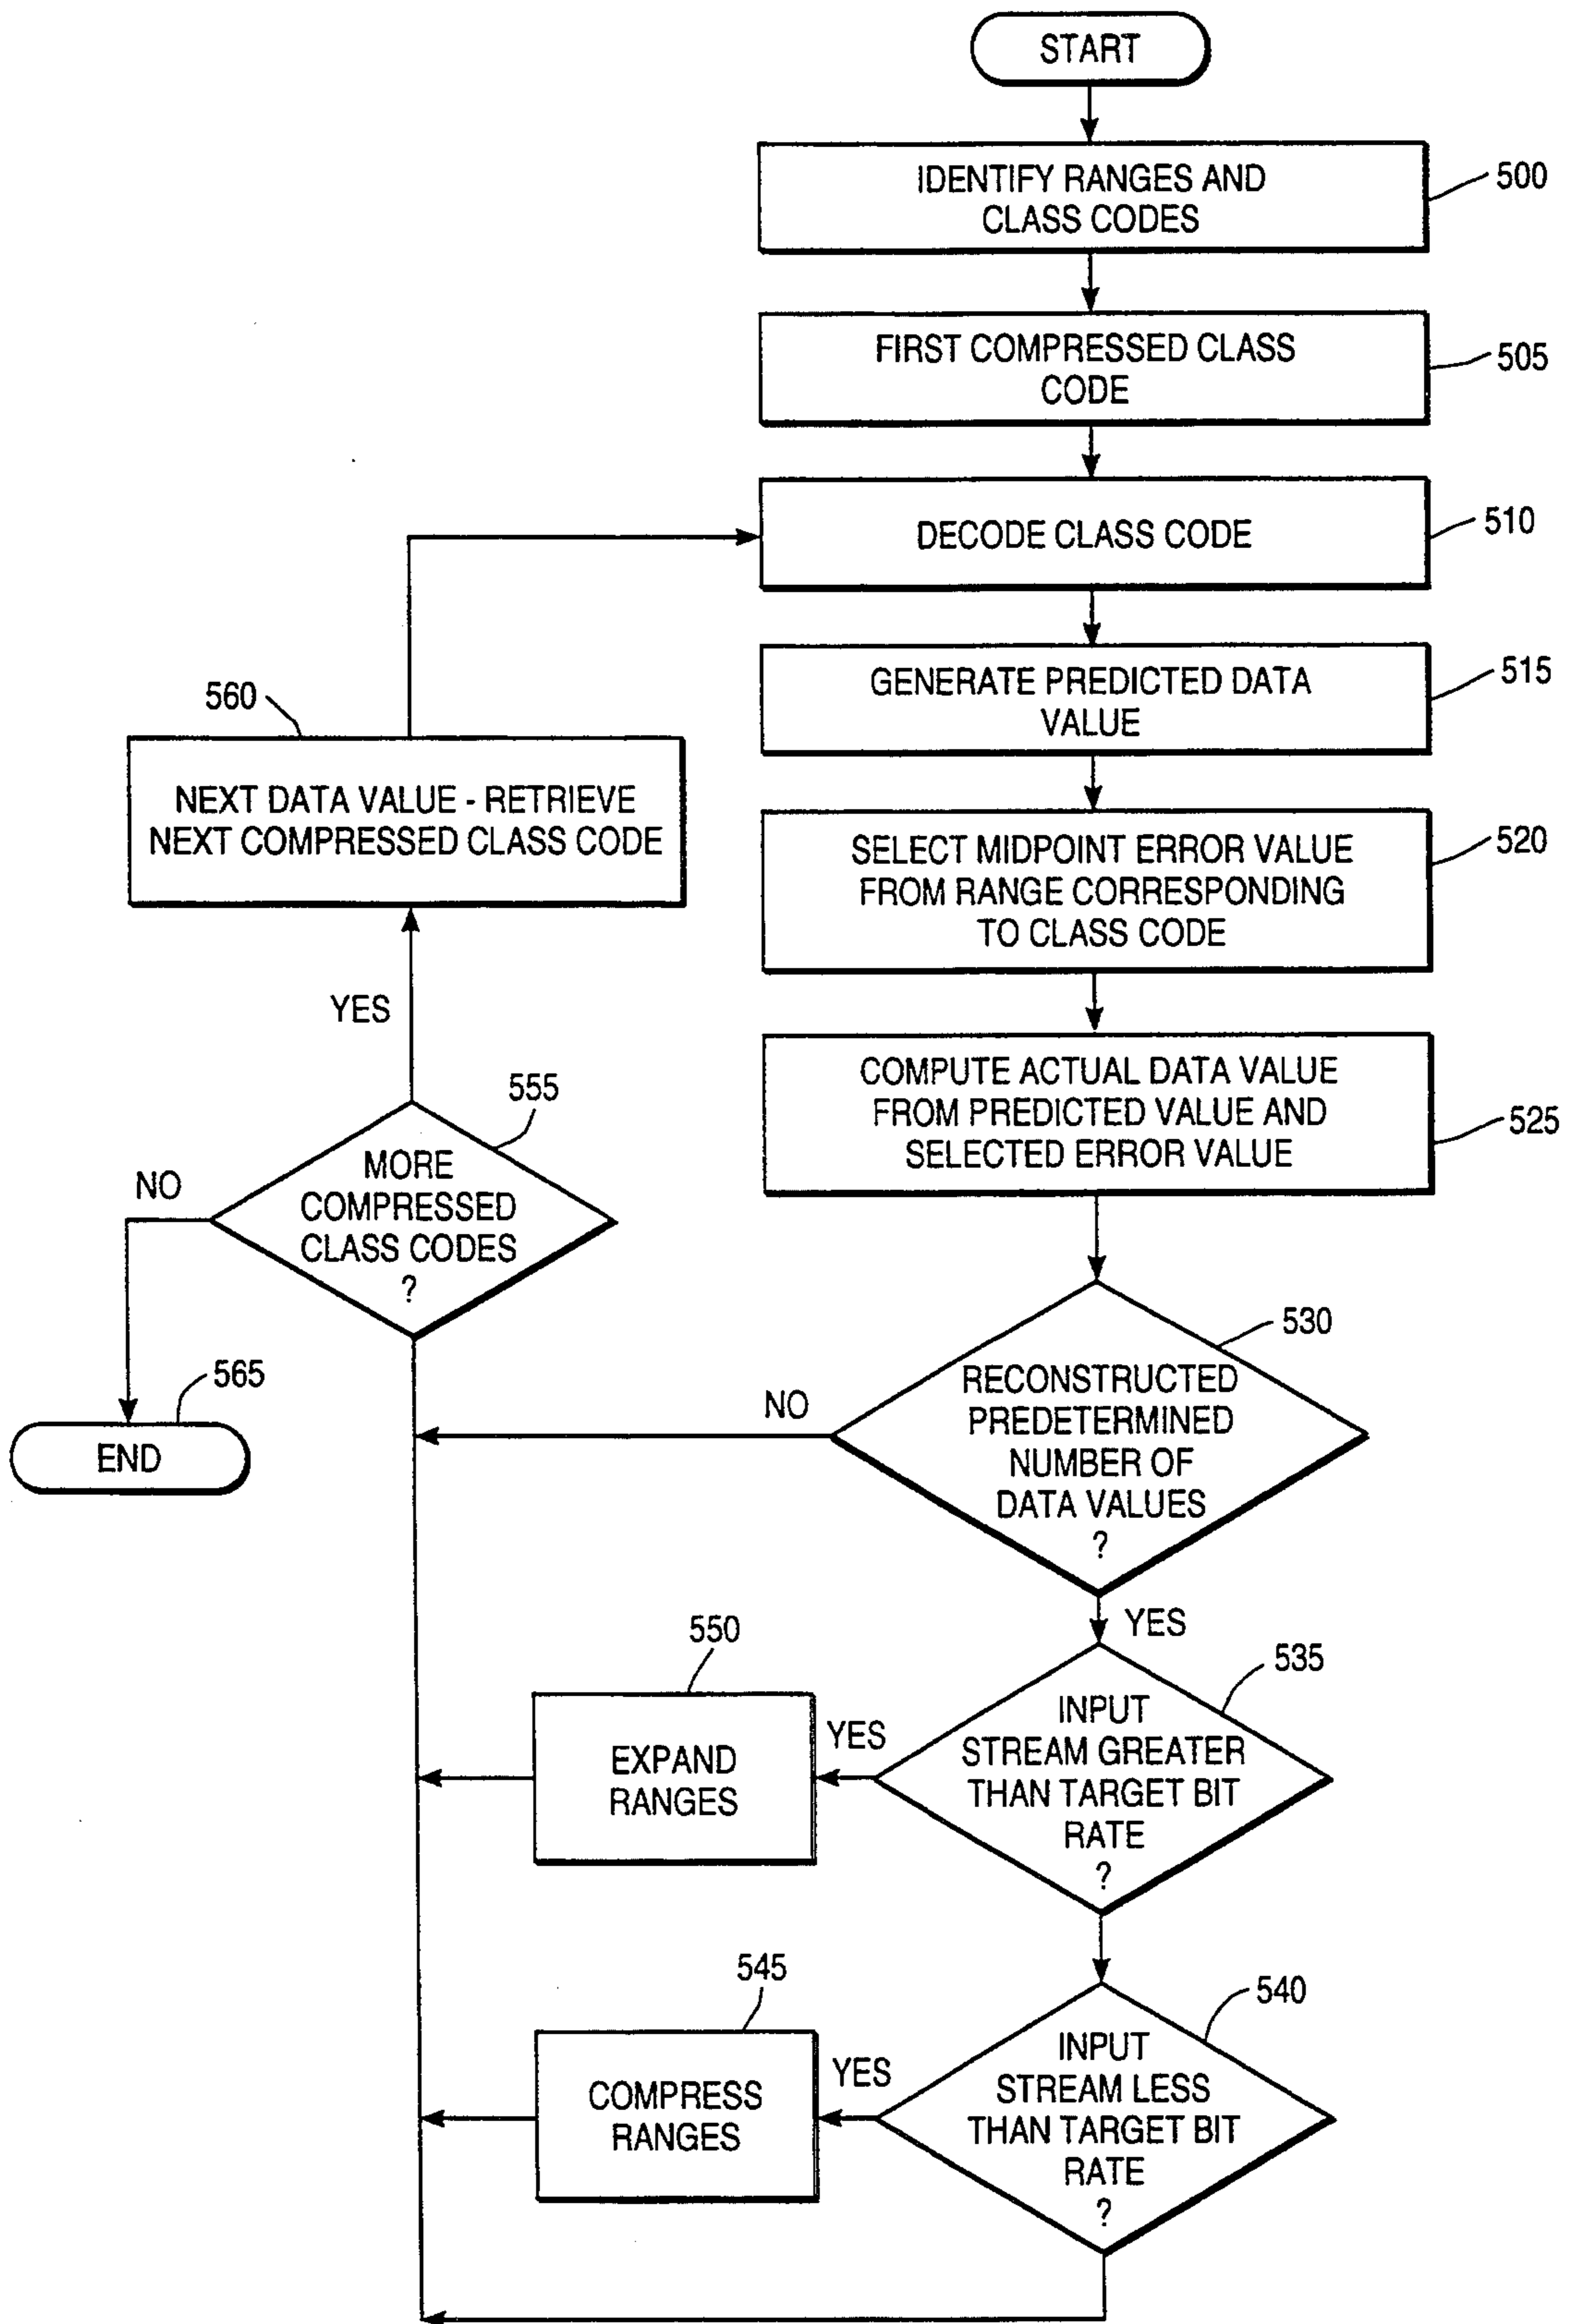 START
IDENTIFY RANGES AND
CLASS CODES
500
FIRST COMPRESSED CLASS
CODE
505
DECODE CLASS CODE
510
GENERATE PREDICTED DATA
VALUE
515
560
NEXT DATA VALUE - RETRIEVE
NEXT COMPRESSED CLASS CODE
SELECT MIDPOINT ERROR VALUE
FROM RANGE CORRESPONDING
TO CLASS CODE
520
YES
COMPUTE ACTUAL DATA VALUE
FROM PREDICTED VALUE AND
SELECTED ERROR VALUE
525
555
MORE
COMPRESSED
CLASS CODES
?
NO
565
END
530
RECONSTRUCTED
PREDETERMINED
NUMBER OF
DATA VALUES
?
NO
YES
535
INPUT
STREAM GREATER
THAN TARGET BIT
RATE
?
YES
550
EXPAND
RANGES
540
INPUT
STREAM LESS
THAN TARGET BIT
RATE
?
YES
545
COMPRESS
RANGES